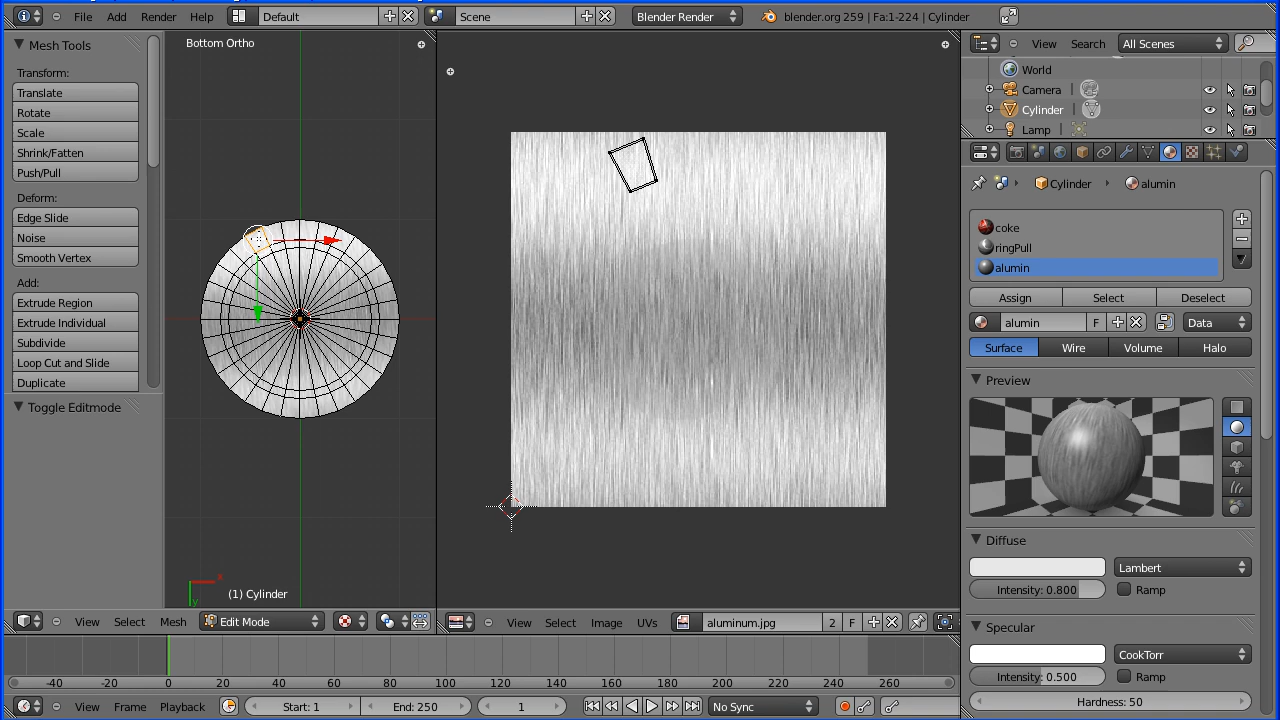 File Add Render Help Default Scene Blender Render blender.org 259 | Fa:1-224 | Cylinder
Mesh Tools
Transform:
Translate
Rotate
Scale
Shrink/Fatten
Push/Pull
Deform:
Edge Slide
Noise
Smooth Vertex
Add:
Extrude Region
Extrude Individual
Subdivide
Loop Cut and Slide
Duplicate
Toggle Editmode
Bottom Ortho
x
y
(1) Cylinder
View Select Mesh Edit Mode
View Select Image UVs aluminum.jpg 2 F
View Search All Scenes
World
Camera
Cylinder
Lamp
Cylinder alumin
coke
ringPull
alumin
Assign Select Deselect
alumin F Data
Surface Wire Volume Halo
Preview
Diffuse
Lambert
Intensity: 0.800 Ramp
Specular
CookTorr
Intensity: 0.500 Ramp
Hardness: 50
-40 -20 0 20 40 60 80 100 120 140 160 180 200 220 240 260
View Frame Playback Start: 1 End: 250 1 No Sync